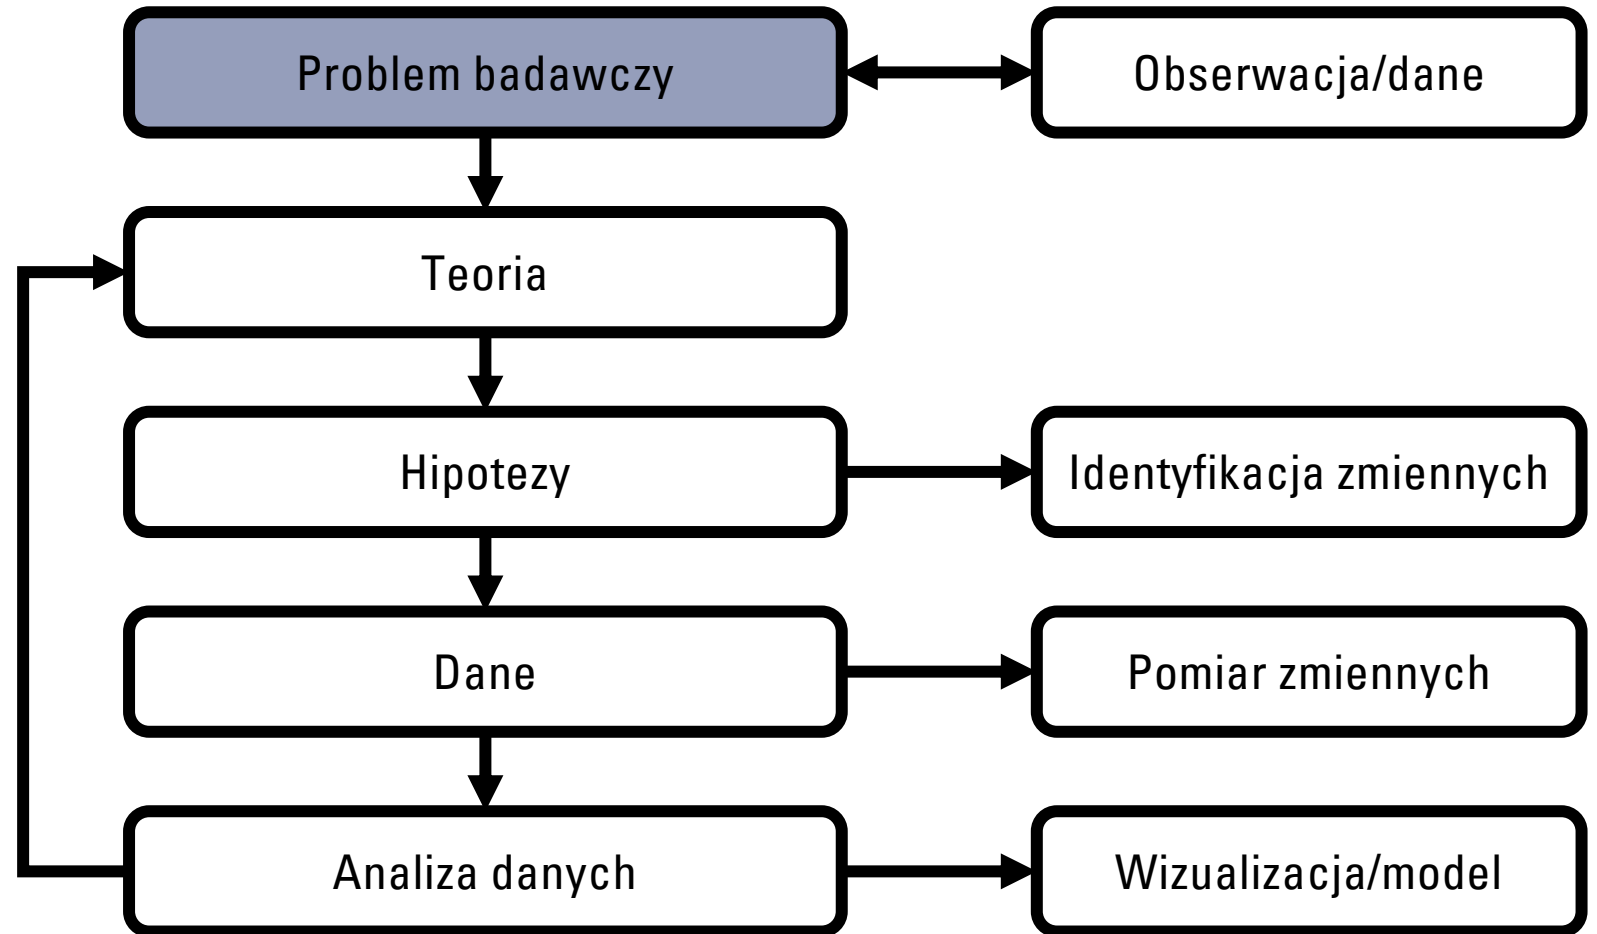 Problem badawczy
Obserwacja/dane
Teoria
Hipotezy
Identyfikacja zmiennych
Dane
Pomiar zmiennych
Analiza danych
Wizualizacja/model